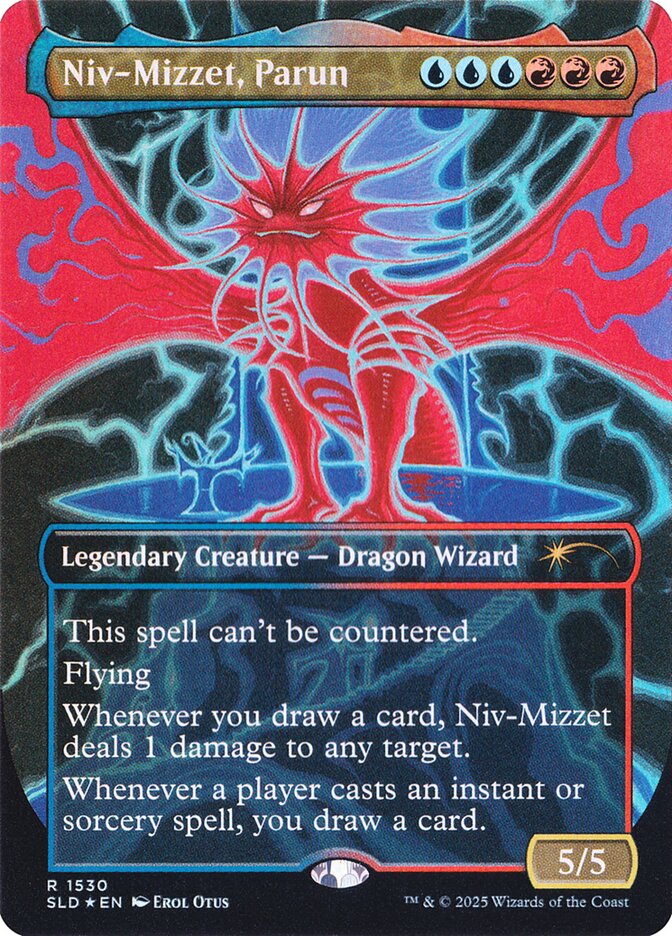 Niv-Mizzet, Parun
Legendary Creature — Dragon Wizard
This spell can't be countered.
Flying
Whenever you draw a card, Niv-Mizzet
deals 1 damage to any target.
Whenever a player casts an instant or
sorcery spell, you draw a card.
5/5
R 1530
SLD ★ EN Erol Otus
™ & © 2025 Wizards of the Coast